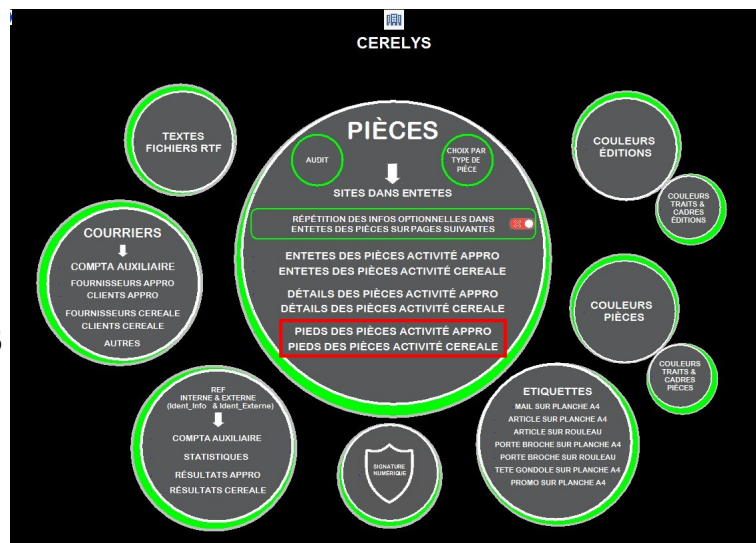 CERELYS
TEXTES
FICHIERS RTF
PIÈCES
AUDIT
CHOIX PAR
TYPE DE
PIÈCE
SITES DANS ENTETES
RÉPÉTITION DES INFOS OPTIONNELLES DANS
ENTETES DES PIÈCES SUR PAGES SUIVANTES
ENTETES DES PIÈCES ACTIVITÉ APPRO
ENTETES DES PIÈCES ACTIVITÉ CEREALE
DÉTAILS DES PIÈCES ACTIVITÉ APPRO
DÉTAILS DES PIÈCES ACTIVITÉ CEREALE
PIEDS DES PIÈCES ACTIVITÉ APPRO
PIEDS DES PIÈCES ACTIVITÉ CEREALE
COULEURS
ÉDITIONS
COULEURS
TRAITS &
CADRES
ÉDITIONS
COURRIERS
COMPTA AUXILIAIRE
FOURNISSEURS APPRO
CLIENTS APPRO
FOURNISSEURS CEREALE
CLIENTS CEREALE
AUTRES
COULEURS
PIÈCES
COULEURS
TRAITS &
CADRES
PIÈCES
REF
INTERNE & EXTERNE
(Ident_Info & Ident_Externe)
COMPTA AUXILIAIRE
STATISTIQUES
RÉSULTATS APPRO
RÉSULTATS CEREALE
SIGNATURE
NUMÉRIQUE
ETIQUETTES
MAIL SUR PLANCHE A4
ARTICLE SUR PLANCHE A4
ARTICLE SUR ROULEAU
PORTE BROCHE SUR PLANCHE A4
PORTE BROCHE SUR ROULEAU
TETE GONDOLE SUR PLANCHE A4
PROMO SUR PLANCHE A4